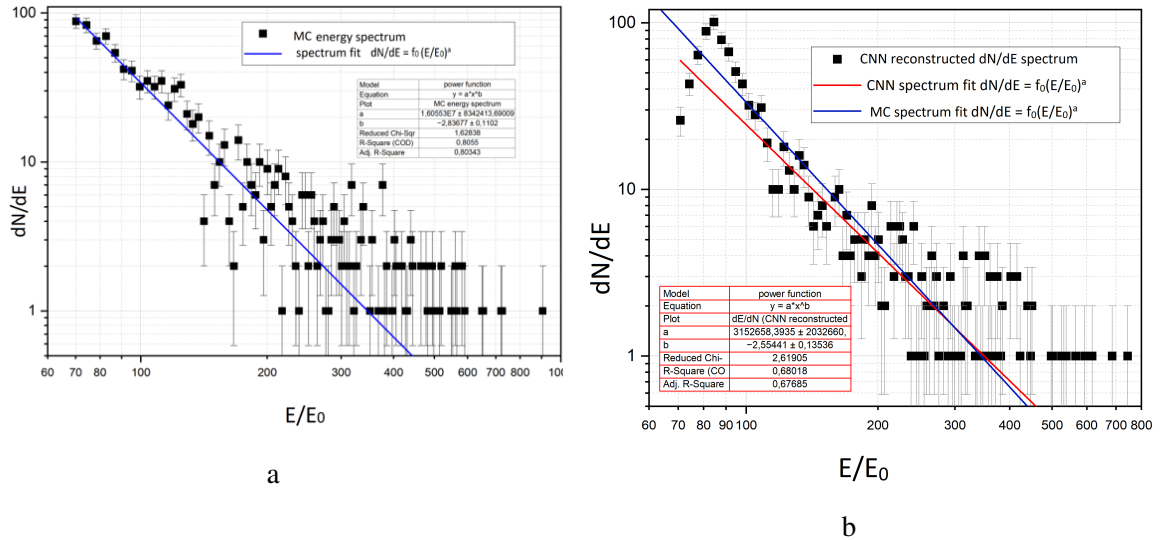 100
10
1
dN/dE
60
70
80
90
100
200
300
400
500
600
700
800
900
E/E0
MC energy spectrum
spectrum fit dN/dE = f0(E/E0)a
Model power function
Equation y = a*x^b
Plot MC energy spectrum
a 1,60553E7 ± 8342413,69009
b −2,83677 ± 0,1102
Reduced Chi-Sqr 1,62838
R-Square (COD) 0,8055
Adj. R-Square 0,80343
a
100
10
1
dN/dE
60
70
80
90
100
200
300
400
500
600
700
800
E/E0
CNN reconstructed dN/dE spectrum
CNN spectrum fit dN/dE = f0(E/E0)a
MC spectrum fit dN/dE = f0(E/E0)a
Model power function
Equation y = a*x^b
Plot dE/dN (CNN reconstructed
a 3152658,3935 ± 2032660,
b −2,55441 ± 0,13536
Reduced Chi- 2,61905
R-Square (CO 0,68018
Adj. R-Square 0,67685
b